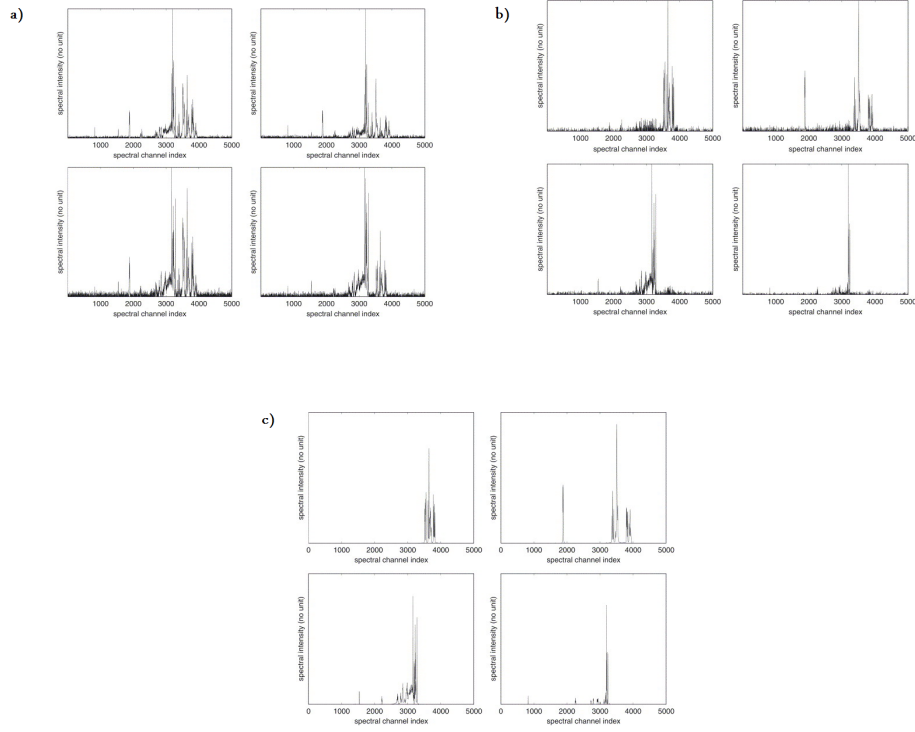 a)
spectral intensity (no unit)
1000 2000 3000 4000 5000
spectral channel index
spectral intensity (no unit)
1000 2000 3000 4000 5000
spectral channel index
spectral intensity (no unit)
1000 2000 3000 4000 5000
spectral channel index
spectral intensity (no unit)
1000 2000 3000 4000 5000
spectral channel index
b)
spectral intensity (no unit)
1000 2000 3000 4000 5000
spectral channel index
spectral intensity (no unit)
1000 2000 3000 4000 5000
spectral channel index
spectral intensity (no unit)
1000 2000 3000 4000 5000
spectral channel index
spectral intensity (no unit)
1000 2000 3000 4000 5000
spectral channel index
c)
spectral intensity (no unit)
0 1000 2000 3000 4000 5000
spectral channel index
spectral intensity (no unit)
0 1000 2000 3000 4000 5000
spectral channel index
spectral intensity (no unit)
0 1000 2000 3000 4000 5000
spectral channel index
spectral intensity (no unit)
0 1000 2000 3000 4000 5000
spectral channel index